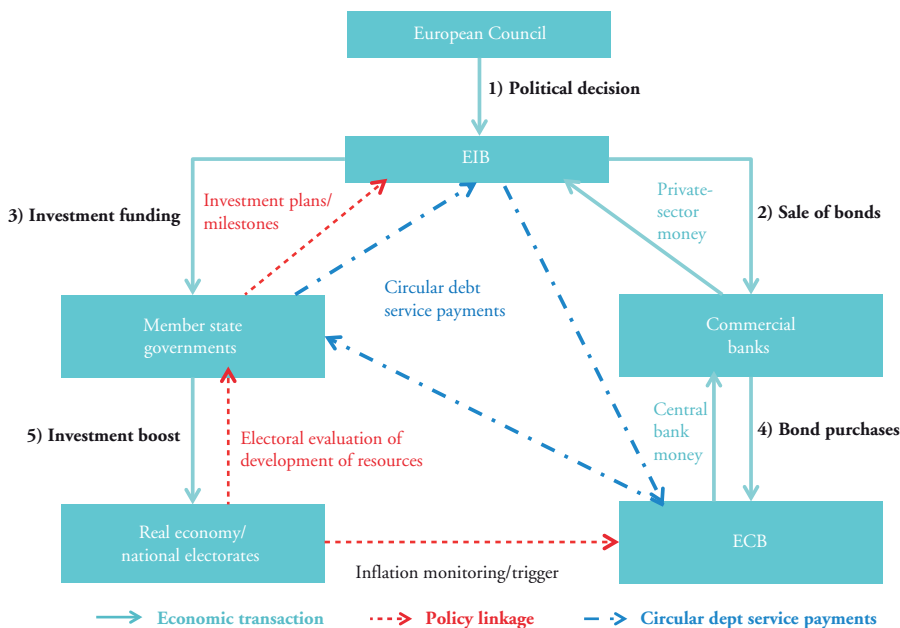 European Council
1) Political decision
EIB
3) Investment funding
Investment plans/
milestones
Private-
sector
money
2) Sale of bonds
Circular debt
service payments
Member state
governments
Commercial
banks
5) Investment boost
Electoral evaluation of
development of resources
Central
bank
money
4) Bond purchases
Real economy/
national electorates
ECB
Inflation monitoring/trigger
Economic transaction
Policy linkage
Circular dept service payments